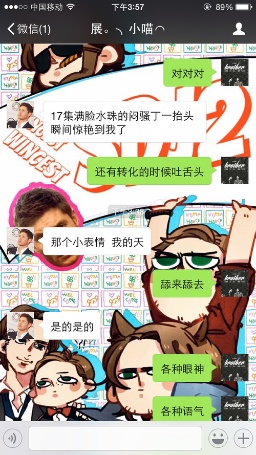 中国移动
下午3:57
89%
微信(1)
展。╮小喵◠
对对对
17集满脸水珠的闷骚丁一抬头
瞬间惊艳到我了
还有转化的时候吐舌头
那个小表情 我的天
舔来舔去
是的是的
各种眼神
各种语气
WINCEST